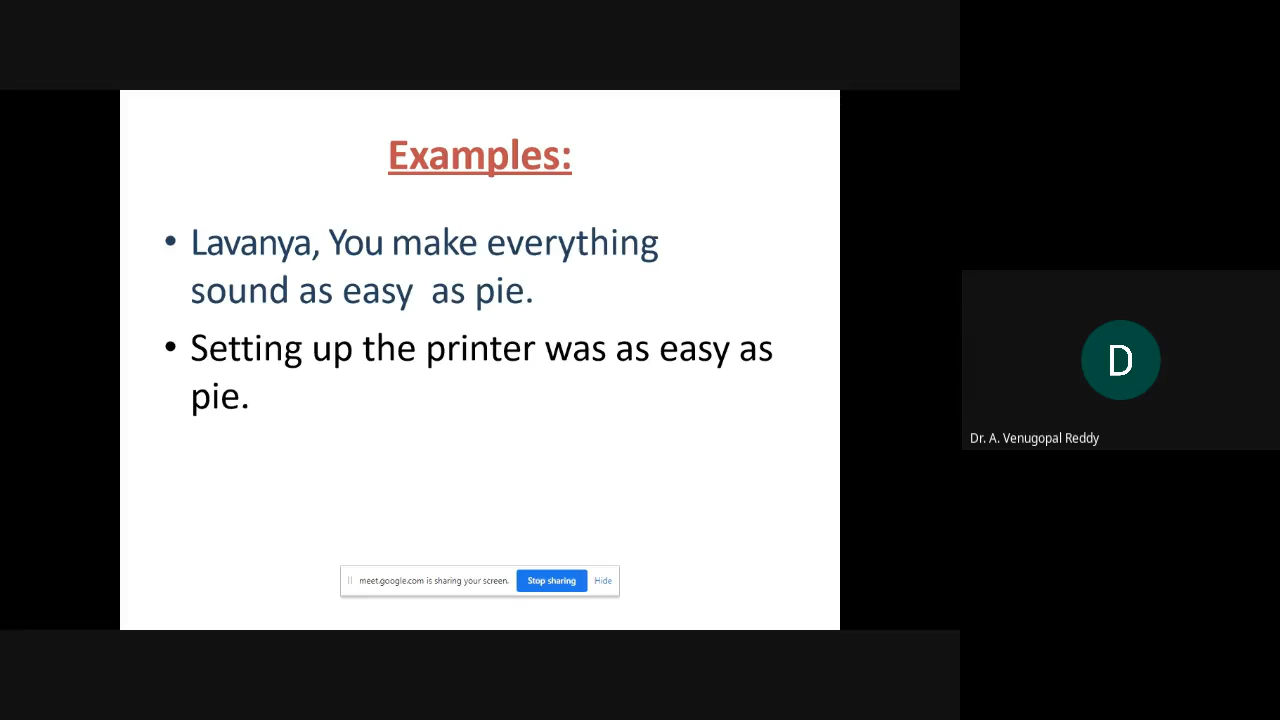 Examples:
• Lavanya, You make everything
sound as easy  as pie.
• Setting up the printer was as easy as
pie.
meet.google.com is sharing your screen. Stop sharing Hide
D
Dr. A. Venugopal Reddy